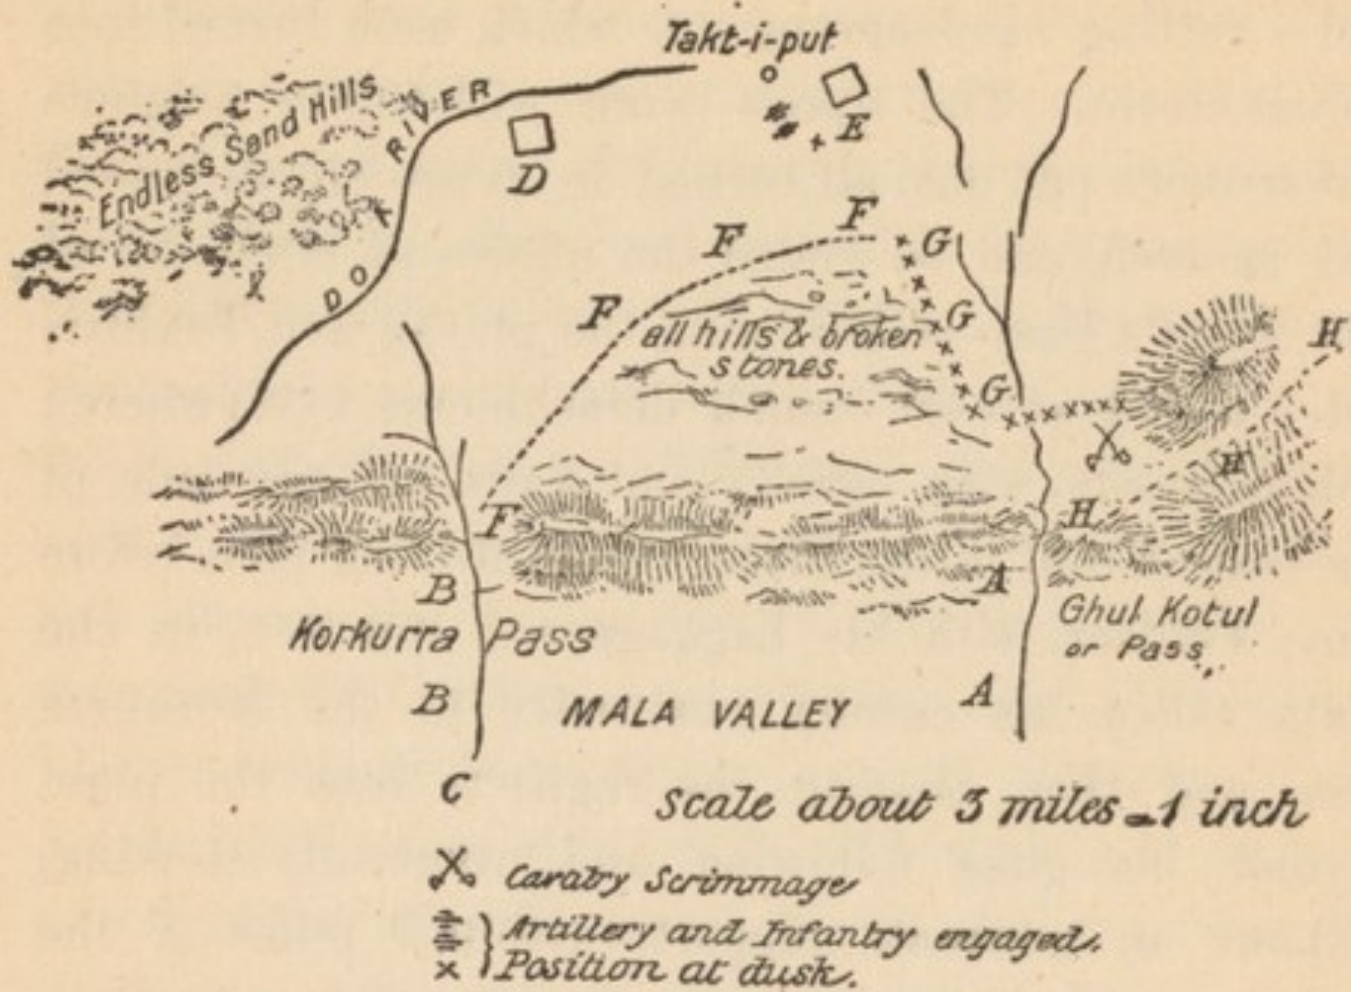 Takt-i-put
Endless Sand Hills
DOR RIVER
D
E
F
F
F
F
G
G
G
all hills & broken
stones.
H
H
H
B
A
Korkurra Pass
Ghul Kotul
or Pass
B
MALA VALLEY
A
C
Scale about 3 miles = 1 inch
Cavalry Scrimmage
Artillery and Infantry engaged.
Position at dusk.